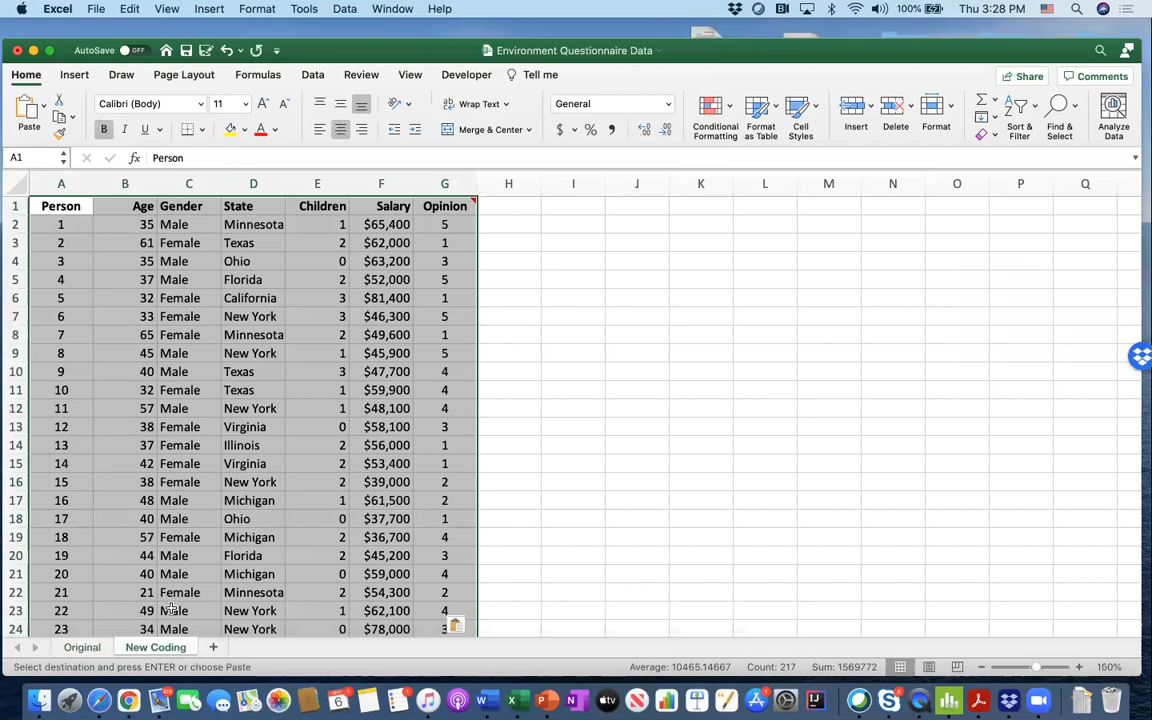 Excel File Edit View Insert Format Tools Data Window Help 100% Thu 3:28 PM
AutoSave OFF Environment Questionnaire Data
Home Insert Draw Page Layout Formulas Data Review View Developer Tell me Share Comments
Paste Calibri (Body) 11 A A Wrap Text General Conditional Formatting Format as Table Cell Styles Insert Delete Format Sort & Filter Find & Select Analyze Data
B I U A Merge & Center $ % ,
A1 fx Person
A B C D E F G H I J K L M N O P Q
1 Person Age Gender State Children Salary Opinion
2 1 35 Male Minnesota 1 $65,400 5
3 2 61 Female Texas 2 $62,000 1
4 3 35 Male Ohio 0 $63,200 3
5 4 37 Male Florida 2 $52,000 5
6 5 32 Female California 3 $81,400 1
7 6 33 Female New York 3 $46,300 5
8 7 65 Female Minnesota 2 $49,600 1
9 8 45 Male New York 1 $45,900 5
10 9 40 Male Texas 3 $47,700 4
11 10 32 Female Texas 1 $59,900 4
12 11 57 Male New York 1 $48,100 4
13 12 38 Female Virginia 0 $58,100 3
14 13 37 Female Illinois 2 $56,000 1
15 14 42 Female Virginia 2 $53,400 1
16 15 38 Female New York 2 $39,000 2
17 16 48 Male Michigan 1 $61,500 2
18 17 40 Male Ohio 0 $37,700 1
19 18 57 Female Michigan 2 $36,700 4
20 19 44 Male Florida 2 $45,200 3
21 20 40 Male Michigan 0 $59,000 4
22 21 21 Female Minnesota 2 $54,300 2
23 22 49 Male New York 1 $62,100 4
24 23 34 Male New York 0 $78,000 3
Original New Coding +
Select destination and press ENTER or choose Paste Average: 10465.14667 Count: 217 Sum: 1569772 150%